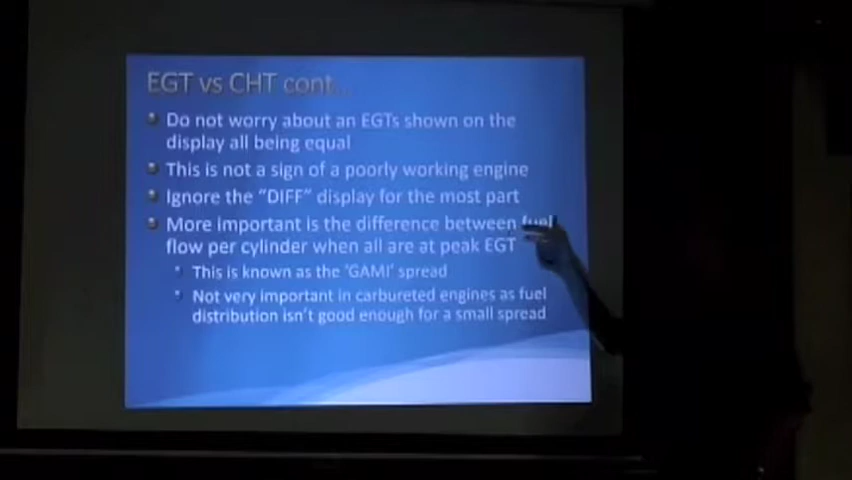 EGT vs CHT cont...
Do not worry about an EGTs shown on the
display all being equal
This is not a sign of a poorly working engine
Ignore the "DIFF" display for the most part
More important is the difference between fuel
flow per cylinder when all are at peak EGT
This is known as the 'GAMI' spread
Not very important in carbureted engines as fuel
distribution isn't good enough for a small spread